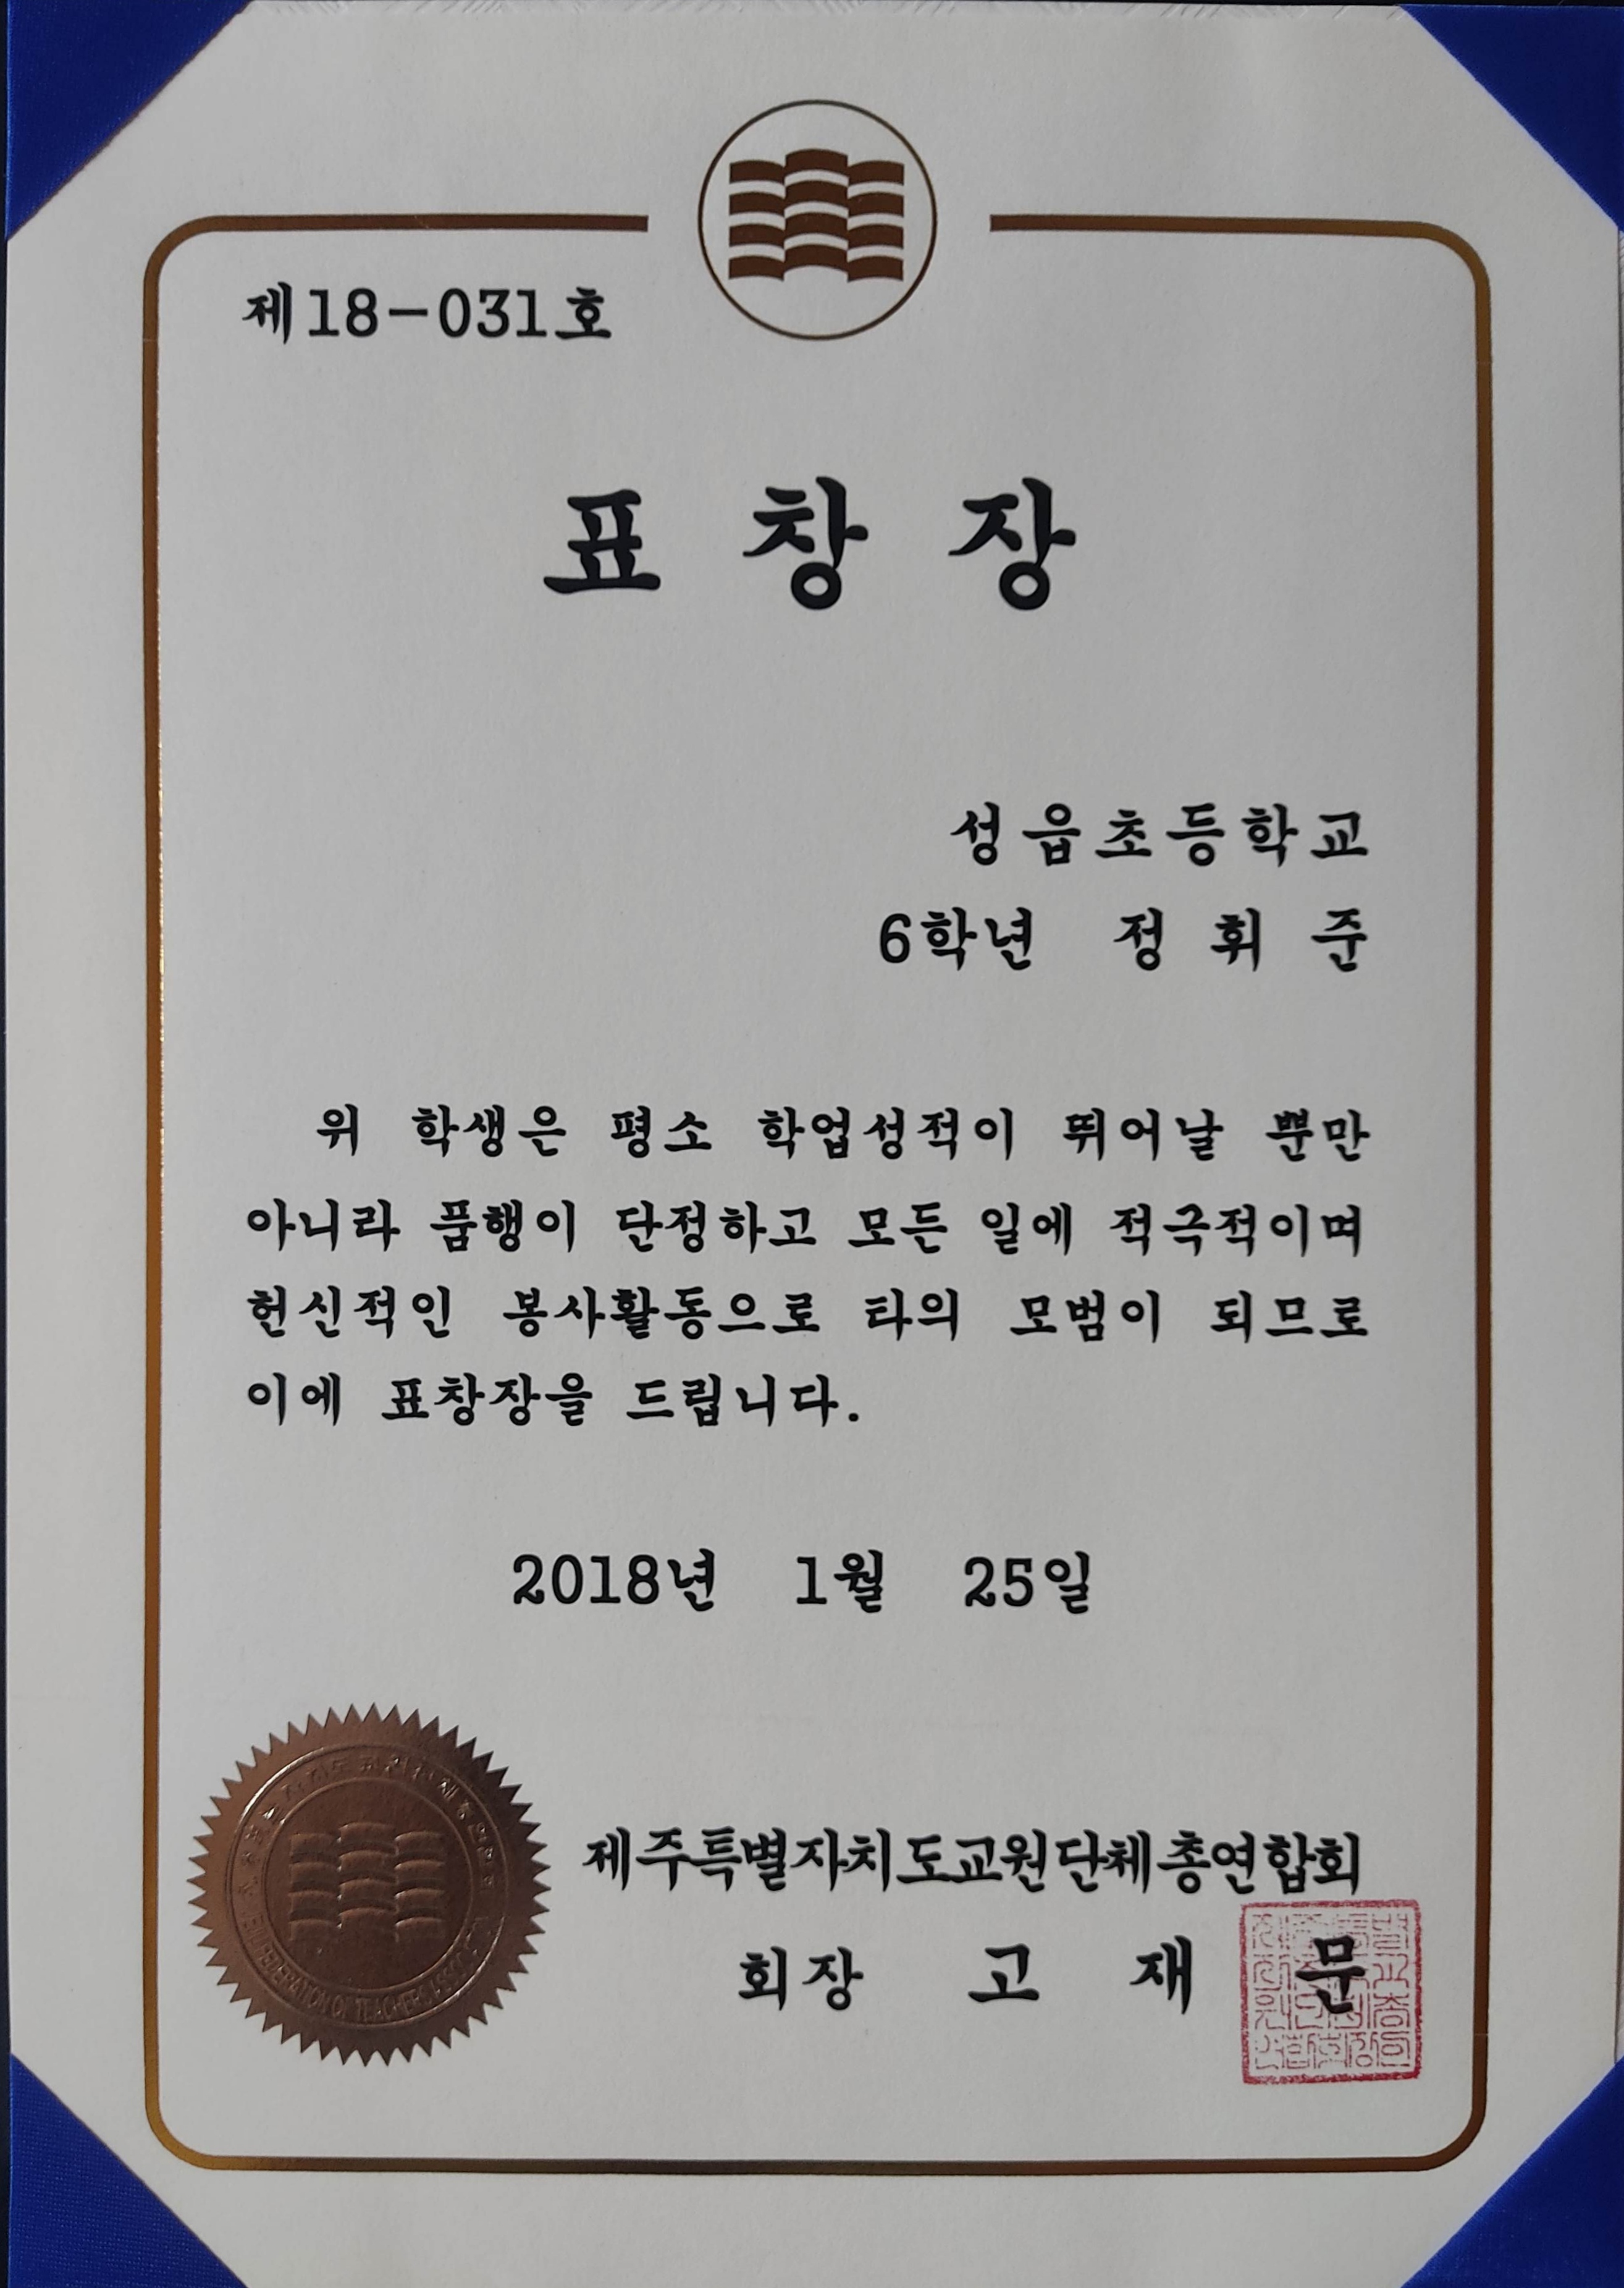 제18-031호
표 창 장
성읍초등학교
6학년 정 휘 준
위 학생은 평소 학업성적이 뛰어날 뿐만
아니라 품행이 단정하고 모든 일에 적극적이며
헌신적인 봉사활동으로 타의 모범이 되므로
이에 표창장을 드립니다.
2018년 1월 25일
제주특별자치도교원단체총연합회
회장 고 재 문